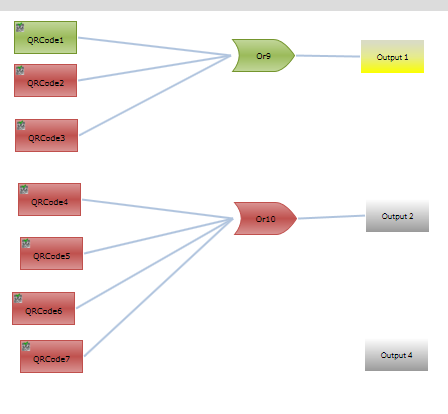 QRCode1
Or9
Output 1
QRCode2
QRCode3
QRCode4
Or10
Output 2
QRCode5
QRCode6
QRCode7
Output 4